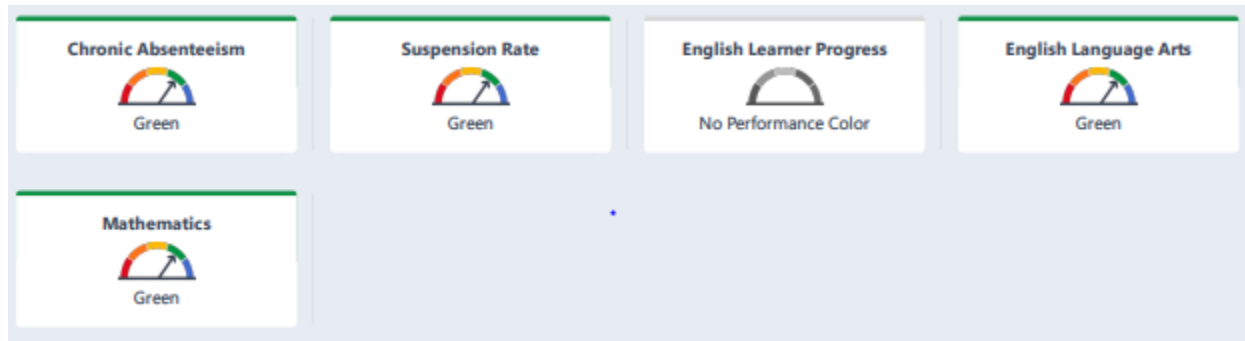 Chronic Absenteeism
Green
Suspension Rate
Green
English Learner Progress
No Performance Color
English Language Arts
Green
Mathematics
Green